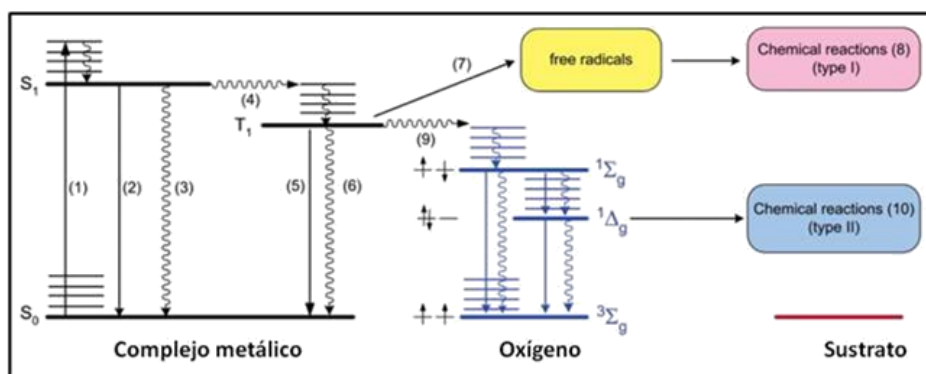 (7)
free radicals
Chemical reactions (8)
(type I)
S1
(4)
T1
(9)
¹Σg
(1)
(2)
(3)
(5)
(6)
¹Δg
Chemical reactions (10)
(type II)
S0
³Σg
Complejo metálico
Oxígeno
Sustrato